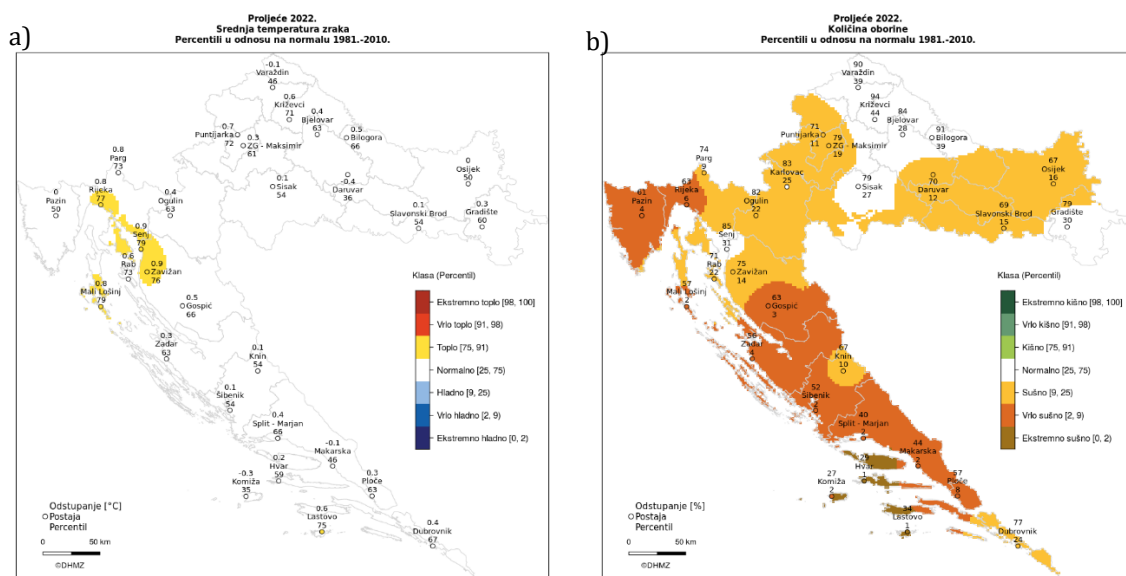 a)
Proljeće 2022.
Srednja temperatura zraka
Percentili u odnosu na normalu 1981.-2010.
-0.1
Varaždin
46
0.6
Križevci
71
0.7
Puntijarka
72
0.3
ZG - Maksimir
61
0.4
Bjelovar
63
0.5
Bilogora
66
0.8
Parg
73
0
Osijek
50
0
Pazin
50
0.8
Rijeka
77
0.4
Ogulin
63
0.1
Sisak
54
-0.4
Daruvar
36
0.1
Slavonski Brod
54
0.3
Gradište
60
0.9
Senj
79
0.6
Rab
73
0.9
Zavižan
76
0.8
Mali Lošinj
79
0.5
Gospić
66
0.3
Zadar
63
0.1
Knin
54
0.1
Šibenik
54
0.4
Split - Marjan
66
-0.1
Makarska
46
0.2
Hvar
59
-0.3
Komiža
35
0.3
Ploče
63
0.6
Lastovo
75
0.4
Dubrovnik
67
Klasa (Percentil)
Ekstremno toplo [98, 100]
Vrlo toplo [91, 98)
Toplo [75, 91)
Normalno [25, 75)
Hladno [9, 25)
Vrlo hladno [2, 9)
Ekstremno hladno [0, 2)
Odstupanje [°C]
Postaja
Percentil
0
50 km
©DHMZ
b)
Proljeće 2022.
Količina oborine
Percentili u odnosu na normalu 1981.-2010.
90
Varaždin
39
94
Križevci
44
71
Puntijarka
11
79
ZG - Maksimir
19
84
Bjelovar
28
91
Bilogora
39
74
Parg
9
83
Karlovac
25
67
Osijek
16
61
Pazin
4
63
Rijeka
6
82
Ogulin
22
79
Sisak
27
70
Daruvar
12
69
Slavonski Brod
15
79
Gradište
30
85
Senj
31
71
Rab
22
75
Zavižan
14
57
Mali Lošinj
2
63
Gospić
3
56
Zadar
4
67
Knin
10
52
Šibenik
2
40
Split - Marjan
2
44
Makarska
2
29
Hvar
1
27
Komiža
2
57
Ploče
8
34
Lastovo
1
77
Dubrovnik
24
Klasa (Percentil)
Ekstremno kišno [98, 100]
Vrlo kišno [91, 98)
Kišno [75, 91)
Normalno [25, 75)
Sušno [9, 25)
Vrlo sušno [2, 9)
Ekstremno sušno [0, 2)
Odstupanje [%]
Postaja
Percentil
0
50 km
©DHMZ